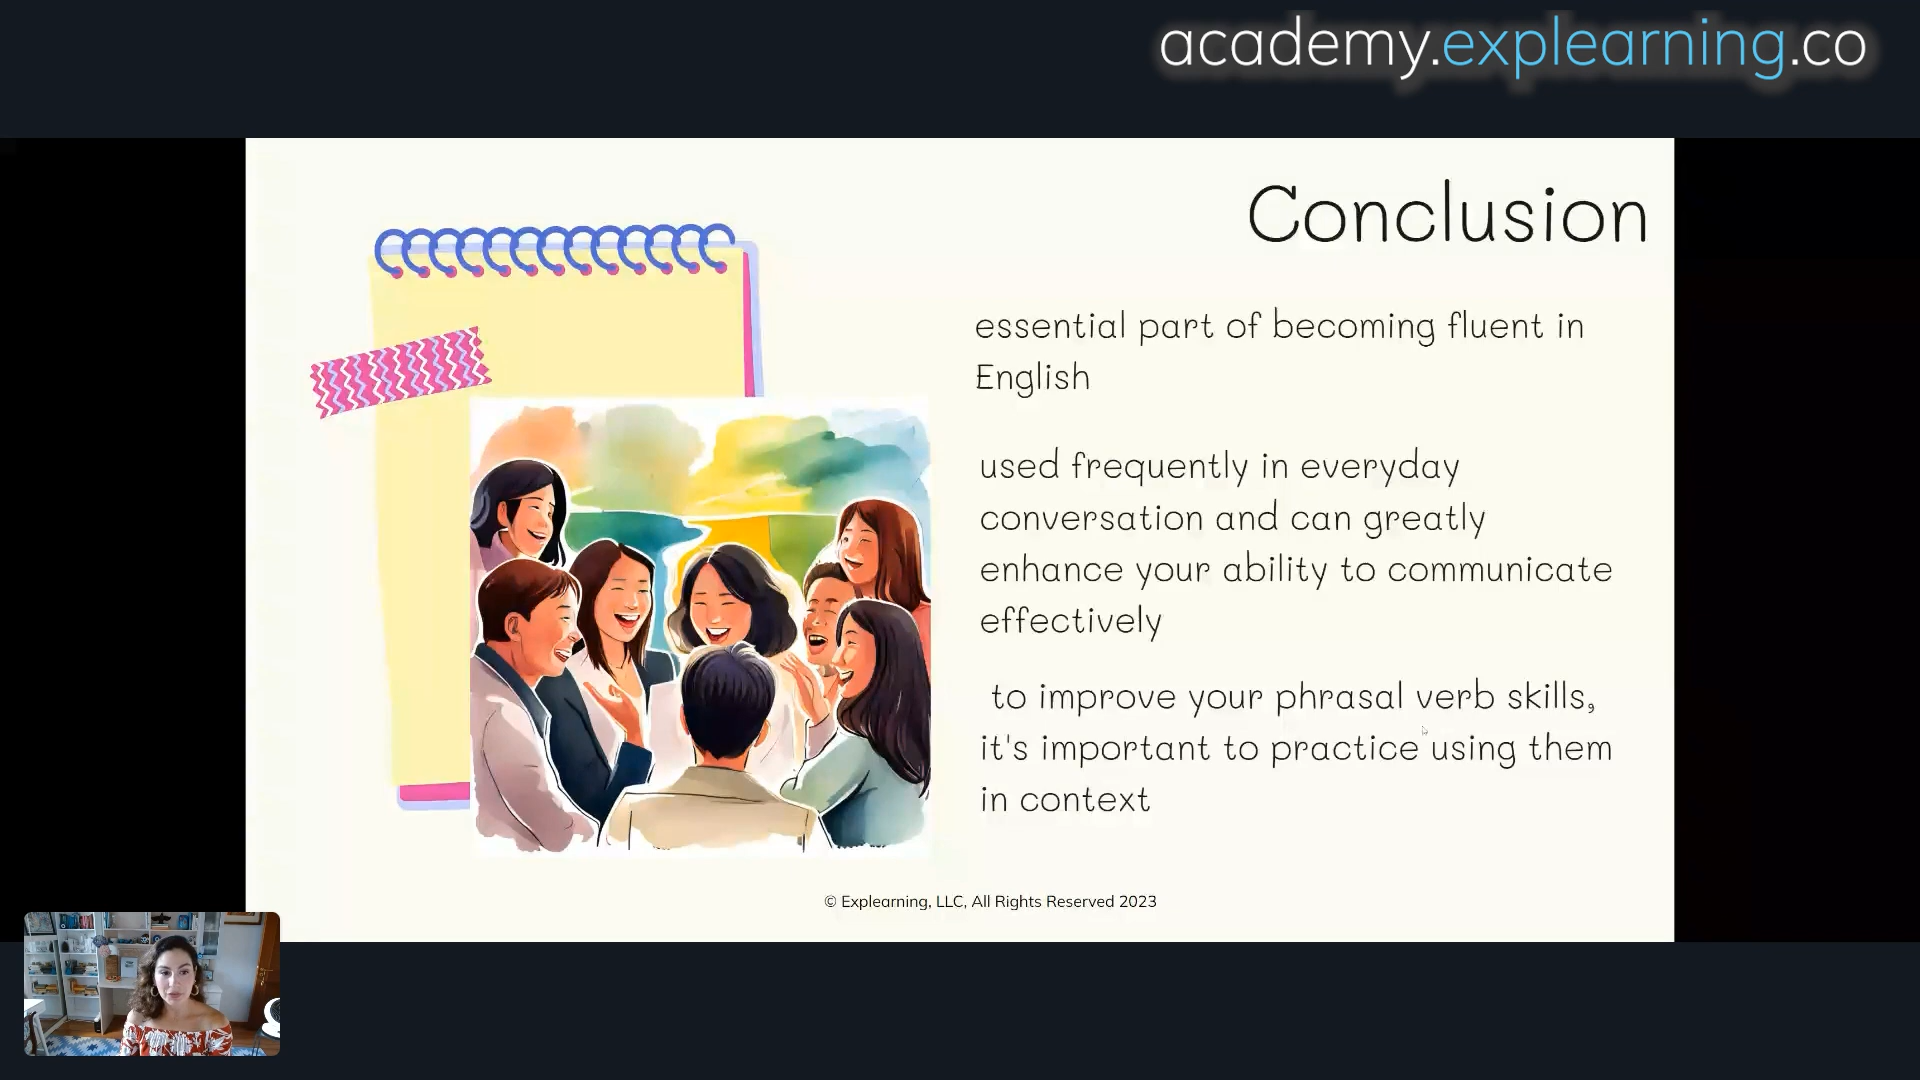 academy.explearning.co
Conclusion
essential part of becoming fluent in
English
used frequently in everyday
conversation and can greatly
enhance your ability to communicate
effectively
to improve your phrasal verb skills,
it's important to practice using them
in context
© Explearning, LLC, All Rights Reserved 2023